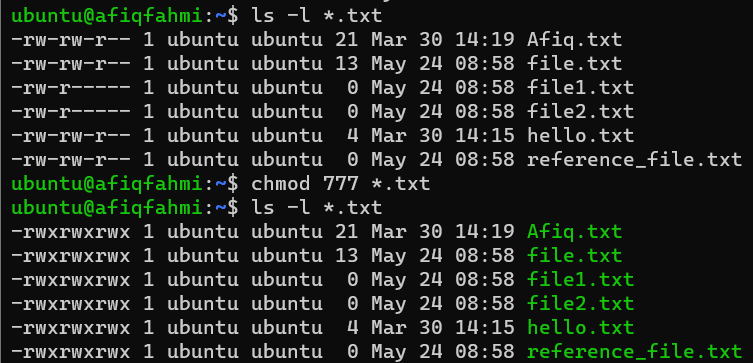 ubuntu@afiqfahmi:~$ ls -l *.txt
-rw-rw-r-- 1 ubuntu ubuntu 21 Mar 30 14:19 Afiq.txt
-rw-rw-r-- 1 ubuntu ubuntu 13 May 24 08:58 file.txt
-rw-r----- 1 ubuntu ubuntu  0 May 24 08:58 file1.txt
-rw-r----- 1 ubuntu ubuntu  0 May 24 08:58 file2.txt
-rw-rw-r-- 1 ubuntu ubuntu  4 Mar 30 14:15 hello.txt
-rw-rw-r-- 1 ubuntu ubuntu  0 May 24 08:58 reference_file.txt
ubuntu@afiqfahmi:~$ chmod 777 *.txt
ubuntu@afiqfahmi:~$ ls -l *.txt
-rwxrwxrwx 1 ubuntu ubuntu 21 Mar 30 14:19 Afiq.txt
-rwxrwxrwx 1 ubuntu ubuntu 13 May 24 08:58 file.txt
-rwxrwxrwx 1 ubuntu ubuntu  0 May 24 08:58 file1.txt
-rwxrwxrwx 1 ubuntu ubuntu  0 May 24 08:58 file2.txt
-rwxrwxrwx 1 ubuntu ubuntu  4 Mar 30 14:15 hello.txt
-rwxrwxrwx 1 ubuntu ubuntu  0 May 24 08:58 reference_file.txt